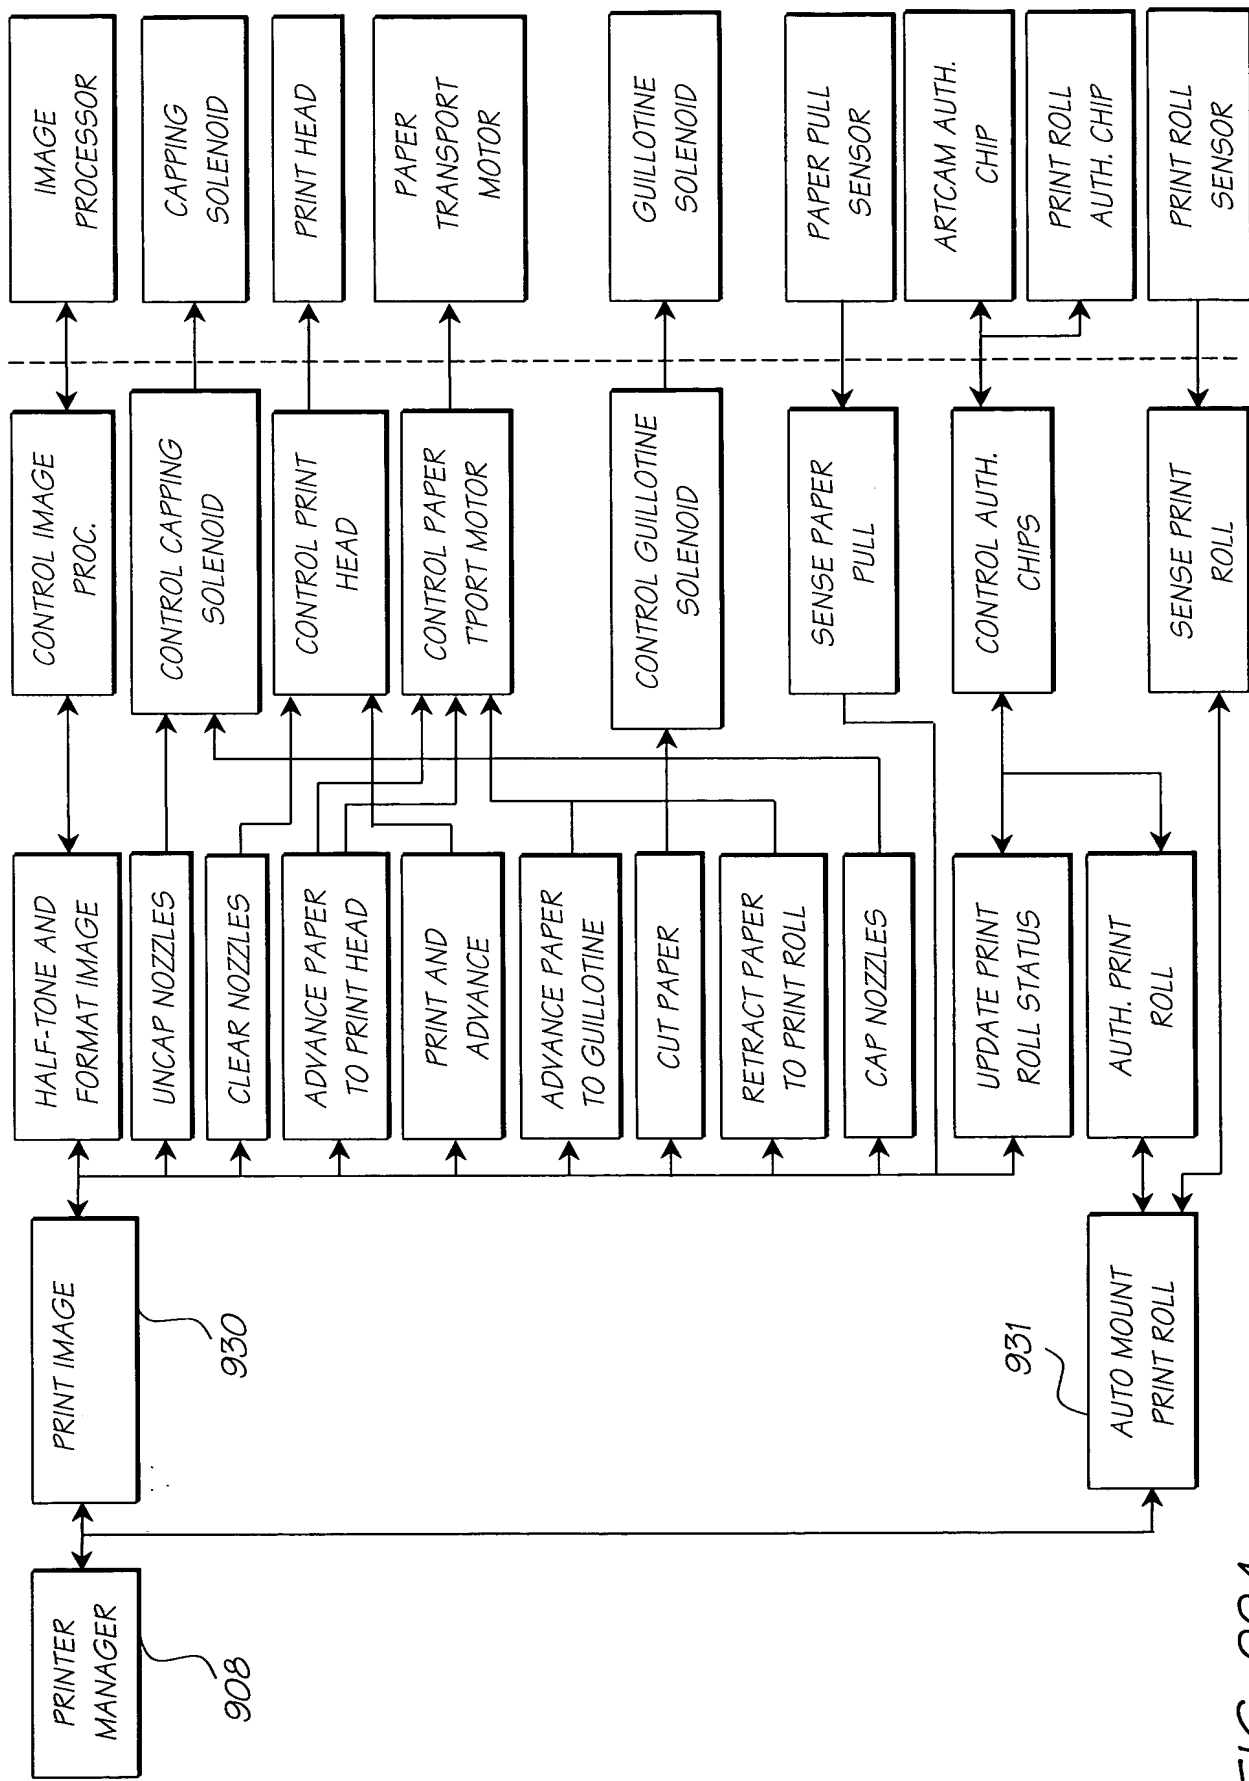 PRINTER
MANAGER
908
PRINT IMAGE
930
AUTO MOUNT
PRINT ROLL
931
HALF-TONE AND
FORMAT IMAGE
UNCAP NOZZLES
CLEAR NOZZLES
ADVANCE PAPER
TO PRINT HEAD
PRINT AND
ADVANCE
ADVANCE PAPER
TO GUILLOTINE
CUT PAPER
RETRACT PAPER
TO PRINT ROLL
CAP NOZZLES
UPDATE PRINT
ROLL STATUS
AUTH. PRINT
ROLL
CONTROL IMAGE
PROC.
CONTROL CAPPING
SOLENOID
CONTROL PRINT
HEAD
CONTROL PAPER
T'PORT MOTOR
CONTROL GUILLOTINE
SOLENOID
SENSE PAPER
PULL
CONTROL AUTH.
CHIPS
SENSE PRINT
ROLL
IMAGE
PROCESSOR
CAPPING
SOLENOID
PRINT HEAD
PAPER
TRANSPORT
MOTOR
GUILLOTINE
SOLENOID
PAPER PULL
SENSOR
ARTCAM AUTH.
CHIP
PRINT ROLL
AUTH. CHIP
PRINT ROLL
SENSOR
FIG.